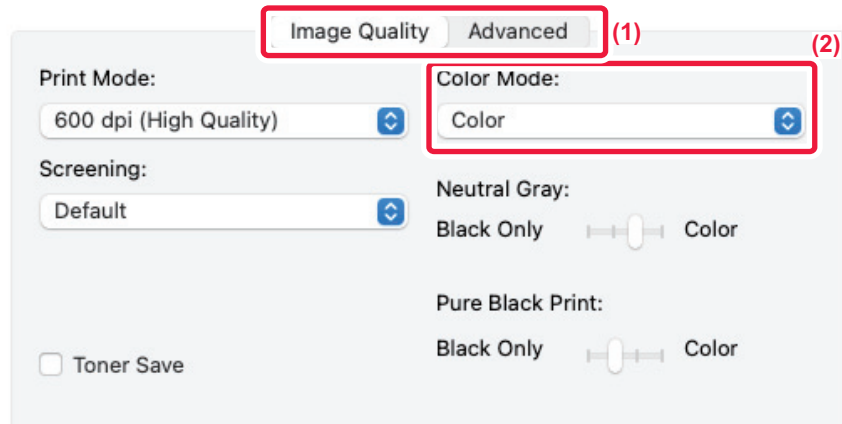 Image Quality Advanced (1)
(2)
Print Mode:
600 dpi (High Quality)
Screening:
Default
Toner Save
Color Mode:
Color
Neutral Gray:
Black Only Color
Pure Black Print:
Black Only Color